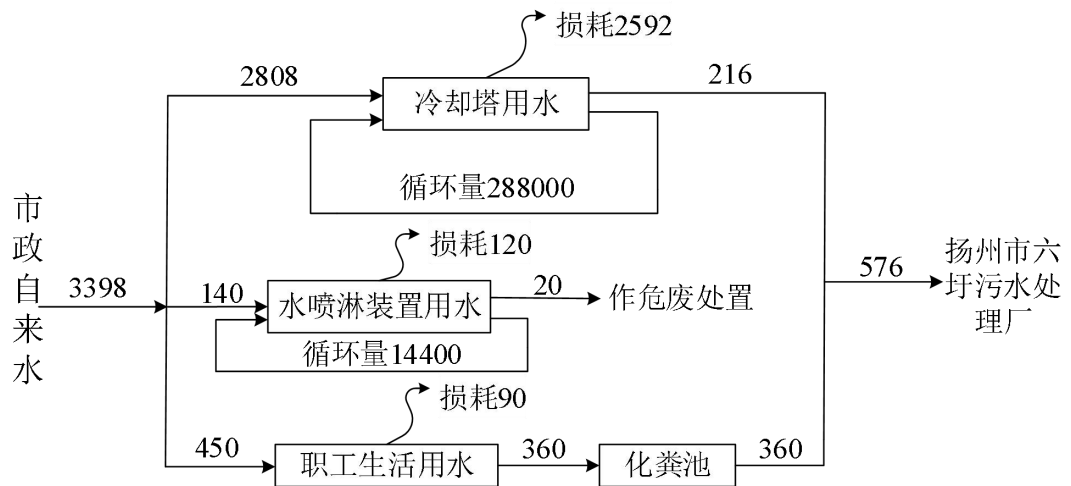 损耗2592
2808
216
冷却塔用水
循环量288000
市政自来水
3398
损耗120
140
水喷淋装置用水
20
作危废处置
循环量14400
576
扬州市六
圩污水处
理厂
损耗90
450
职工生活用水
360
化粪池
360